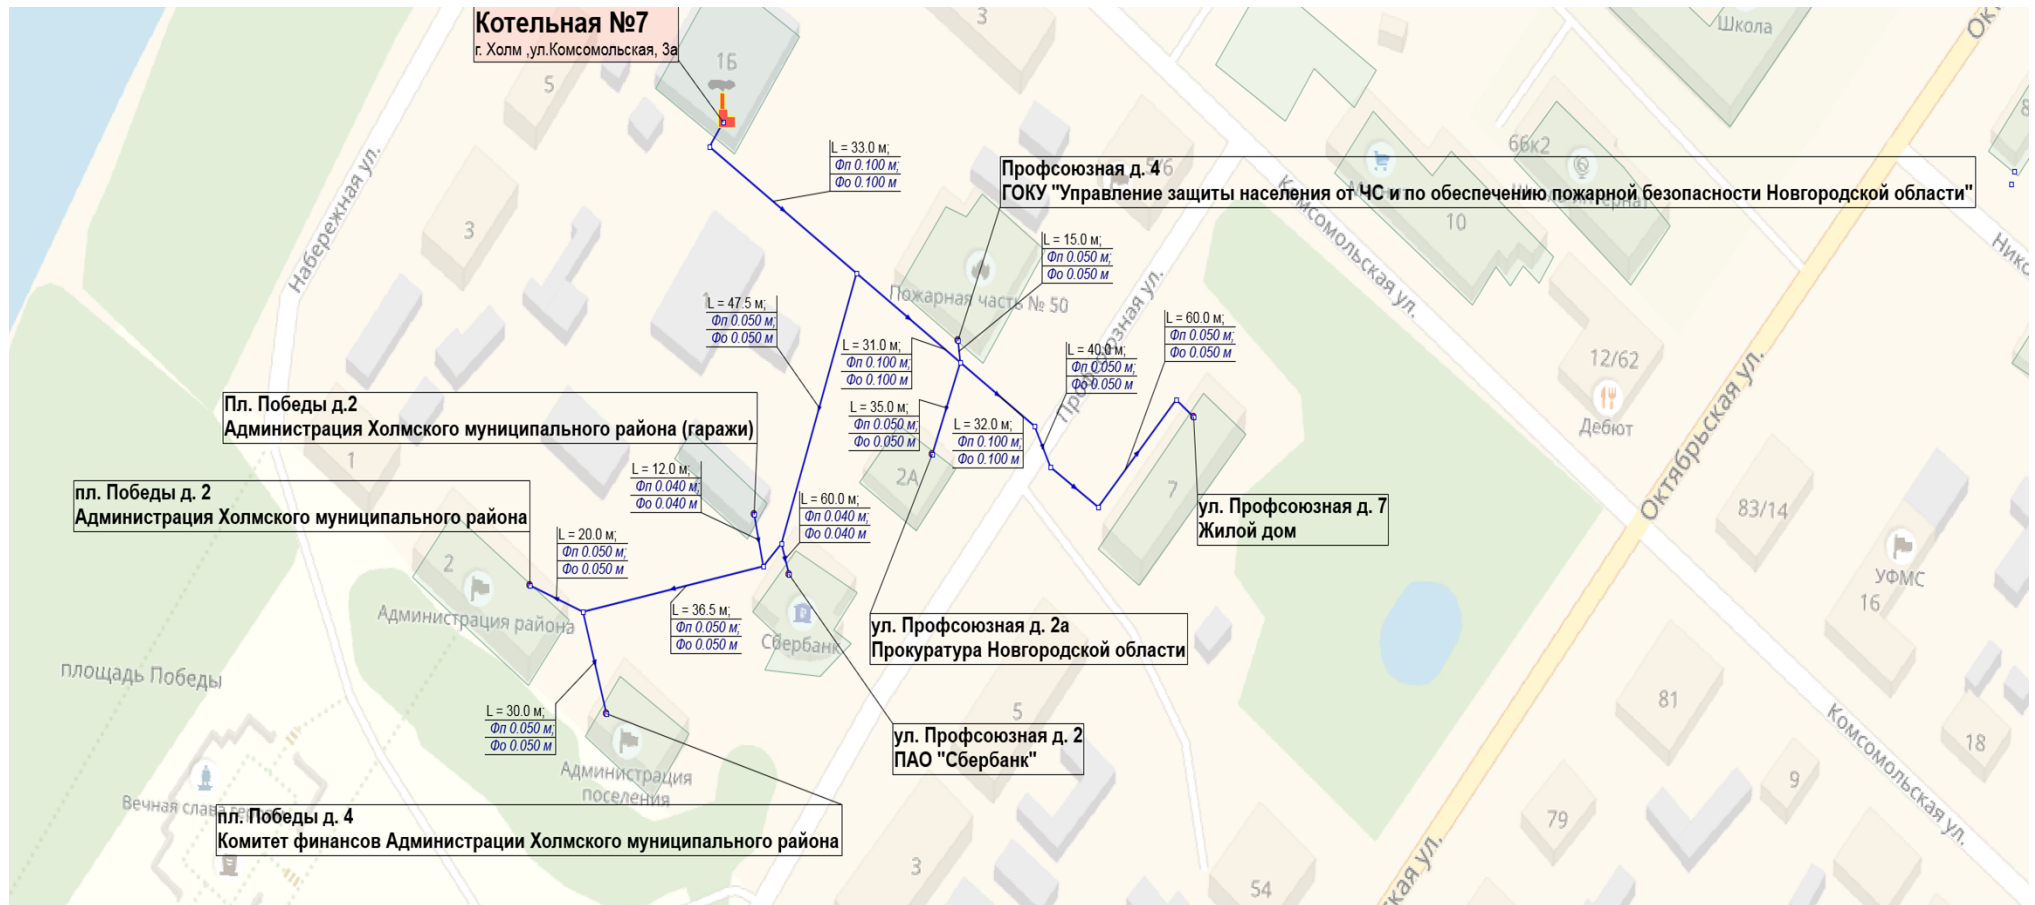 Котельная №7
г. Холм ,ул.Комсомольская, 3а
1Б
5
3
Школа
L = 33.0 м;
Фп 0.100 м;
Фо 0.100 м
Профсоюзная д. 4
ГОКУ "Управление защиты населения от ЧС и по обеспечению пожарной безопасности Новгородской области"
5/6
66к2
10
8
Набережная ул.
3
Комсомольская ул.
L = 15.0 м;
Фп 0.050 м;
Фо 0.050 м
Пожарная часть № 50
Профсоюзная ул.
L = 47.5 м;
Фп 0.050 м;
Фо 0.050 м
L = 31.0 м;
Фп 0.100 м;
Фо 0.100 м
L = 40.0 м;
Фп 0.050 м;
Фо 0.050 м
L = 60.0 м;
Фп 0.050 м;
Фо 0.050 м
12/62
Дебют
Октябрьская ул.
Пл. Победы д.2
Администрация Холмского муниципального района (гаражи)
L = 35.0 м;
Фп 0.050 м;
Фо 0.050 м
L = 32.0 м;
Фп 0.100 м;
Фо 0.100 м
1
2А
7
L = 12.0 м;
Фп 0.040 м;
Фо 0.040 м
L = 60.0 м;
Фп 0.040 м;
Фо 0.040 м
пл. Победы д. 2
Администрация Холмского муниципального района
ул. Профсоюзная д. 7
Жилой дом
83/14
L = 20.0 м;
Фп 0.050 м;
Фо 0.050 м
2
Администрация района
УФМС
16
L = 36.5 м;
Фп 0.050 м;
Фо 0.050 м
Сбербанк
ул. Профсоюзная д. 2а
Прокуратура Новгородской области
площадь Победы
L = 30.0 м;
Фп 0.050 м;
Фо 0.050 м
5
81
18
Комсомольская ул.
ул. Профсоюзная д. 2
ПАО "Сбербанк"
Администрация
поселения
9
Вечная слава
пл. Победы д. 4
Комитет финансов Администрации Холмского муниципального района
79
3
54